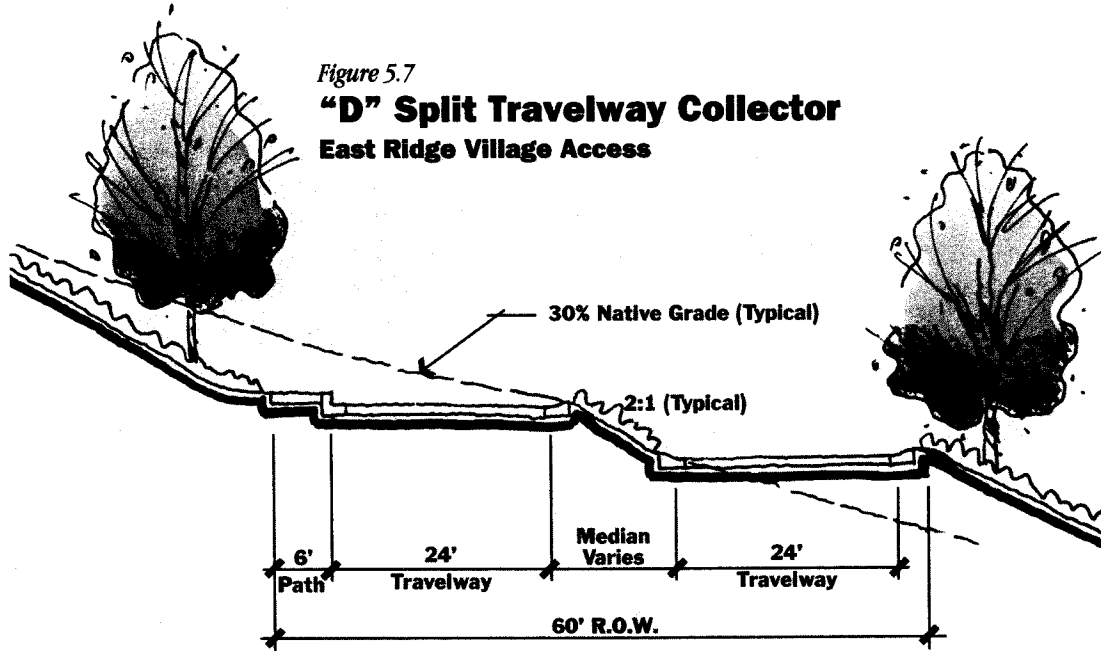 Figure 5.7
“D” Split Travelway Collector
East Ridge Village Access
30% Native Grade (Typical)
2:1 (Typical)
6'
Path
24'
Travelway
Median
Varies
24'
Travelway
60' R.O.W.